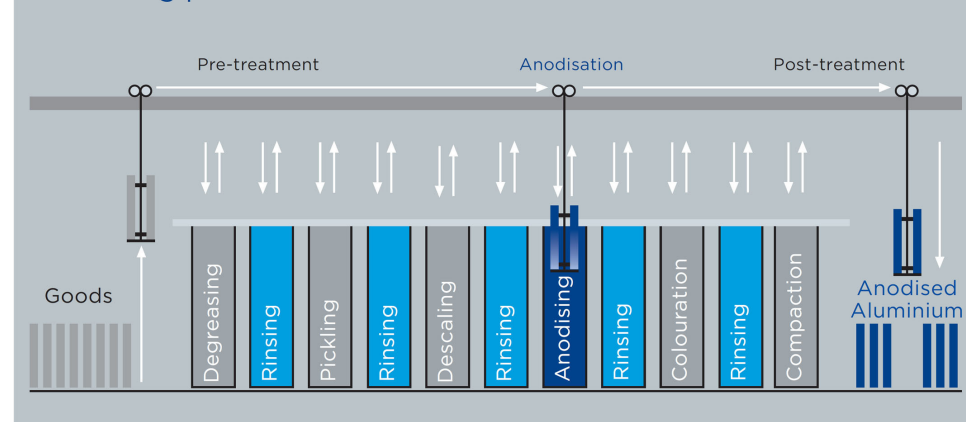 Pre-treatment
Anodisation
Post-treatment
Goods
Degreasing
Rinsing
Pickling
Rinsing
Descaling
Rinsing
Anodising
Rinsing
Colouration
Rinsing
Compaction
Anodised
Aluminium